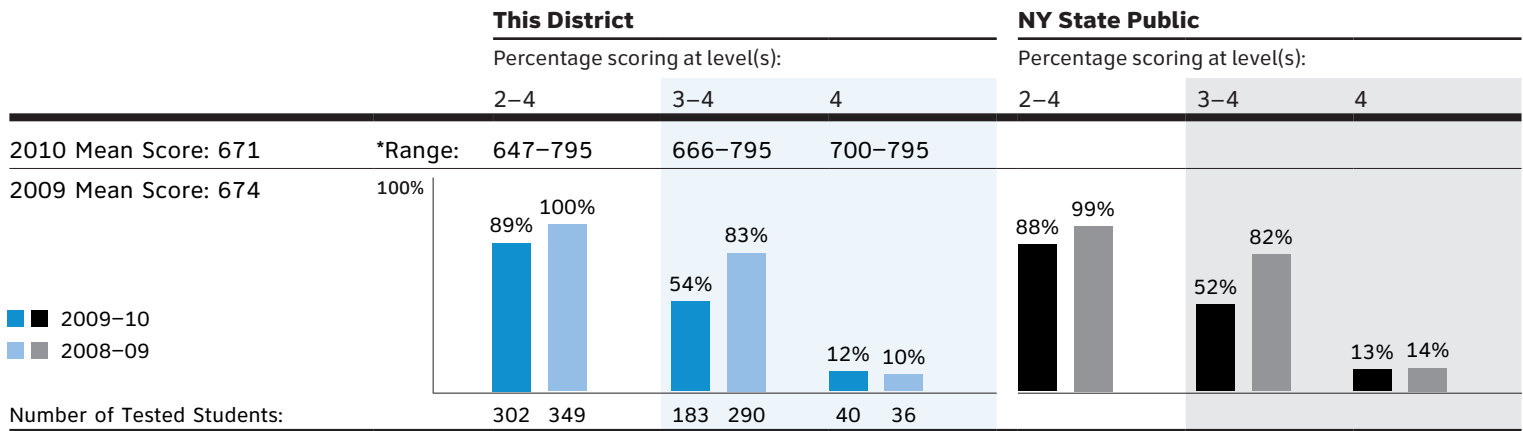 This District NY State Public
Percentage scoring at level(s): Percentage scoring at level(s):
2–4 3–4 4 2–4 3–4 4
2010 Mean Score: 671 *Range: 647–795 666–795 700–795
2009 Mean Score: 674 100%
89% 100% 83% 88% 99% 82%
54% 52%
12% 10% 13% 14%
2009–10
2008–09
Number of Tested Students: 302 349 183 290 40 36